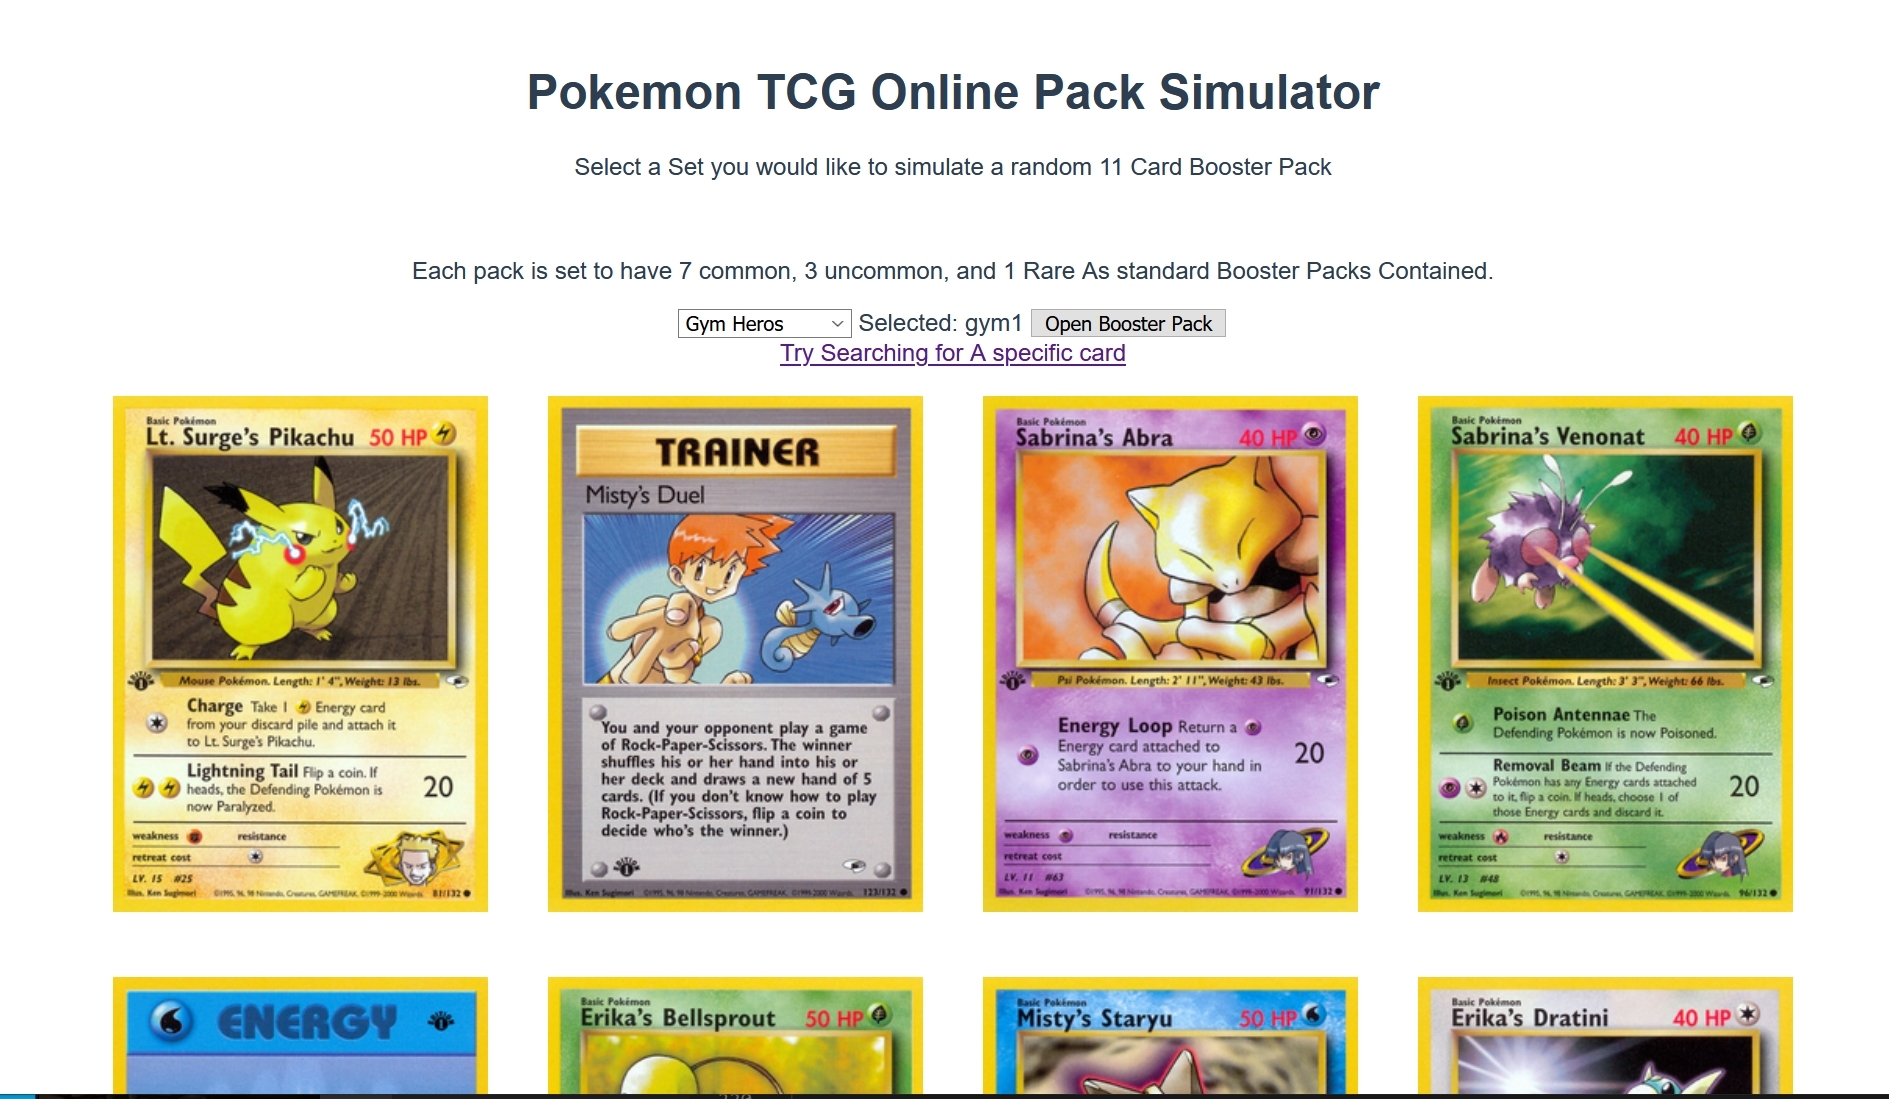 Pokemon TCG Online Pack Simulator
Select a Set you would like to simulate a random 11 Card Booster Pack
Each pack is set to have 7 common, 3 uncommon, and 1 Rare As standard Booster Packs Contained.
Gym Heros Selected: gym1 Open Booster Pack
Try Searching for A specific card
Basic Pokémon
Lt. Surge's Pikachu 50 HP
Mouse Pokémon. Length: 1' 4", Weight: 13 lbs.
Charge Take 1 Energy card
from your discard pile and attach it
to Lt. Surge's Pikachu.
Lightning Tail Flip a coin. If
heads, the Defending Pokémon is
now Paralyzed.
20
weakness resistance
retreat cost
LV. 15 #25
Illus. Ken Sugimori ©1995, 96, 98 Nintendo, Creatures, GAMEFREAK. ©1999-2000 Wizards. 81/132
TRAINER
Misty's Duel
You and your opponent play a game
of Rock-Paper-Scissors. The winner
shuffles his or her hand into his or
her deck and draws a new hand of 5
cards. (If you don't know how to play
Rock-Paper-Scissors, flip a coin to
decide who's the winner.)
EDITION 1
Illus. Ken Sugimori ©1995, 96, 98 Nintendo, Creatures, GAMEFREAK. ©1999-2000 Wizards. 123/132
Basic Pokémon
Sabrina's Abra 40 HP
Psi Pokémon. Length: 2' 11", Weight: 43 lbs.
Energy Loop Return a
Energy card attached to
Sabrina's Abra to your hand in
order to use this attack.
20
weakness resistance
retreat cost
LV. 11 #63
Illus. Ken Sugimori ©1995, 96, 98 Nintendo, Creatures, GAMEFREAK. ©1999-2000 Wizards. 91/132
Basic Pokémon
Sabrina's Venonat 40 HP
Insect Pokémon. Length: 3' 3", Weight: 66 lbs.
Poison Antennae The
Defending Pokémon is now Poisoned.
Removal Beam If the Defending
Pokémon has any Energy cards attached
to it, flip a coin. If heads, choose 1 of
those Energy cards and discard it.
20
weakness resistance
retreat cost
LV. 13 #48
Illus. Ken Sugimori ©1995, 96, 98 Nintendo, Creatures, GAMEFREAK. ©1999-2000 Wizards. 96/132
ENERGY
Basic Pokémon
Erika's Bellsprout 50 HP
Basic Pokémon
Misty's Staryu 50 HP
Basic Pokémon
Erika's Dratini 40 HP